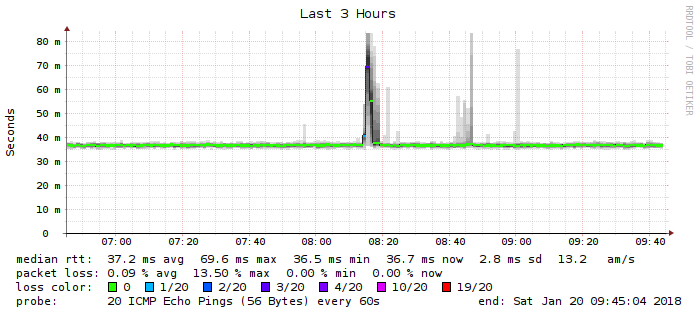 Last 3 Hours
RRDTOOL / TOBI OETIKER
Seconds
80 m
70 m
60 m
50 m
40 m
30 m
20 m
10 m
0
07:00 07:20 07:40 08:00 08:20 08:40 09:00 09:20 09:40
median rtt: 37.2 ms avg 69.6 ms max 36.5 ms min 36.7 ms now 2.8 ms sd 13.2 am/s
packet loss: 0.09 % avg 13.50 % max 0.00 % min 0.00 % now
loss color: 0 1/20 2/20 3/20 4/20 10/20 19/20
probe: 20 ICMP Echo Pings (56 Bytes) every 60s end: Sat Jan 20 09:45:04 2018